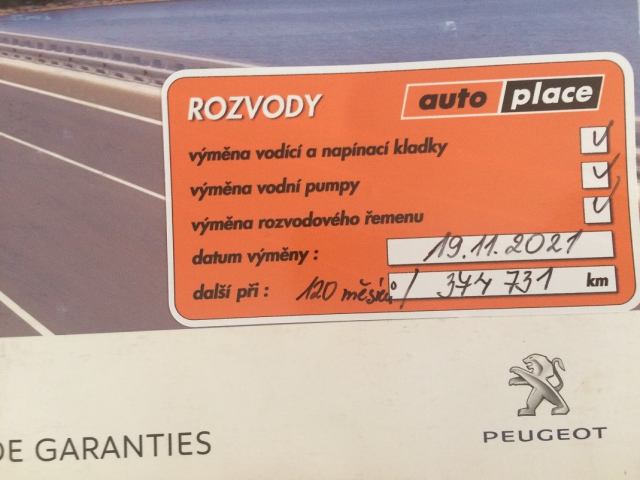 ROZVODY auto place
výměna vodící a napínací kladky
výměna vodní pumpy
výměna rozvodového řemenu
datum výměny : 19.11.2021
další při : 120 měsíců / 374 731 km
DE GARANTIES
PEUGEOT